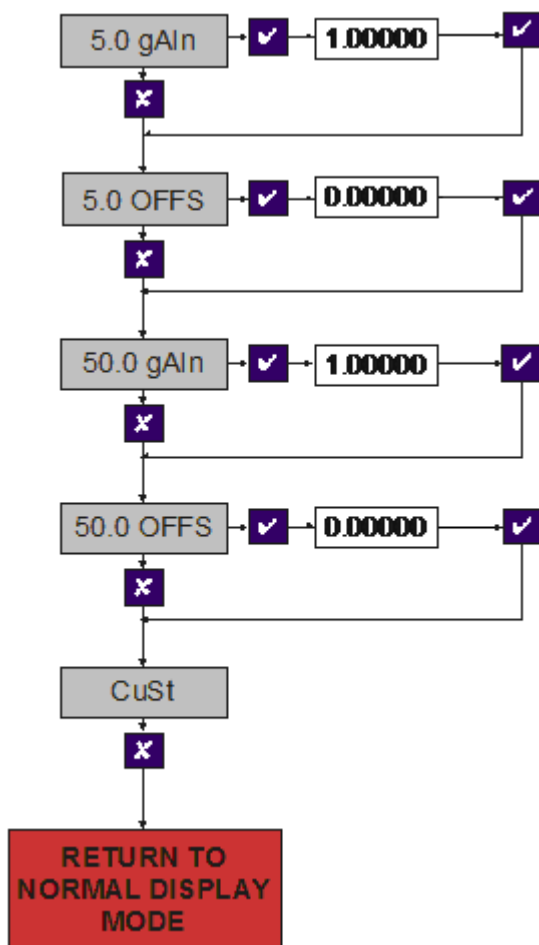 5.0 gAIn
1.00000
5.0 OFFS
0.00000
50.0 gAIn
1.00000
50.0 OFFS
0.00000
CuSt
RETURN TO
NORMAL DISPLAY
MODE